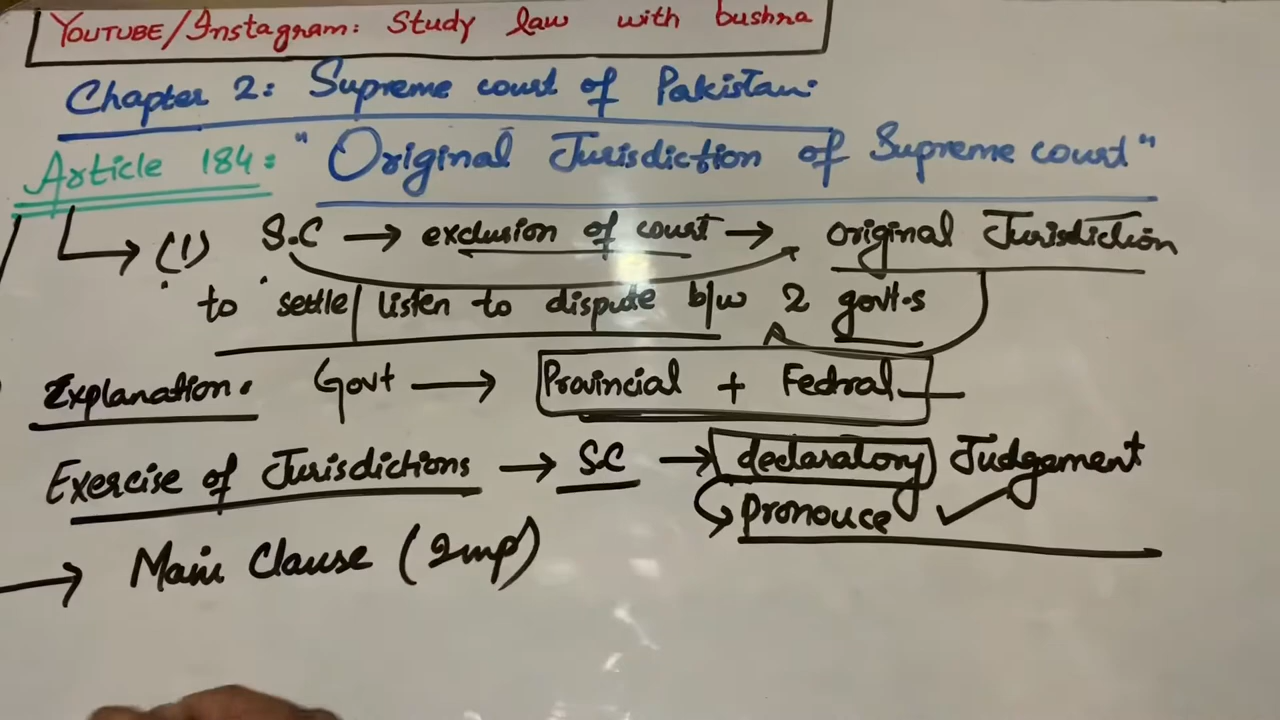 YOUTUBE/Instagram: Study law with bushra
Chapter 2: Supreme court of Pakistan.
Article 184: "Original Jurisdiction of Supreme court"
(1) S.C → exclusion of court → original Jurisdiction
to settle/listen to dispute b/w 2 govt.s
Explanation. Govt → Provincial + Fedral
Exercise of Jurisdictions → S.C → declaratory Judgement
Pronouce ✓
→ Main Clause (Imp)